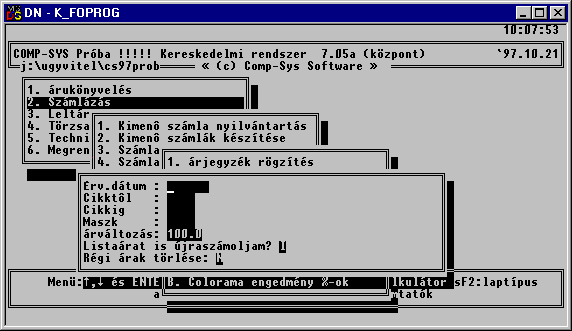 DN - K_FOPROG
10:07:53
COMP-SYS Próba !!!!! Kereskedelmi rendszer 7.05a (központ) `97.10.21
j:\ugyvitel\cs97prob « (c) Comp-Sys Software »
1. árukönyvelés
2. Számlázás
3. Leltár
4. Törzsa
5. Techni
6. Megren
1. Kimenô számla nyilvántartás
2. Kimenô számlák készítése
3. Számla
4. Számla
1. árjegyzék rögzítés
Érv.dátum :
Cikktôl :
Cikkig :
Maszk :
árváltozás: 100.0
Listaárat is újraszámoljam? I
Régi árak törlése: N
Menü:↑,↓ és ENTE
B. Colorama engedmény %-ok
lkulátor sF2:laptípus
a
tatók